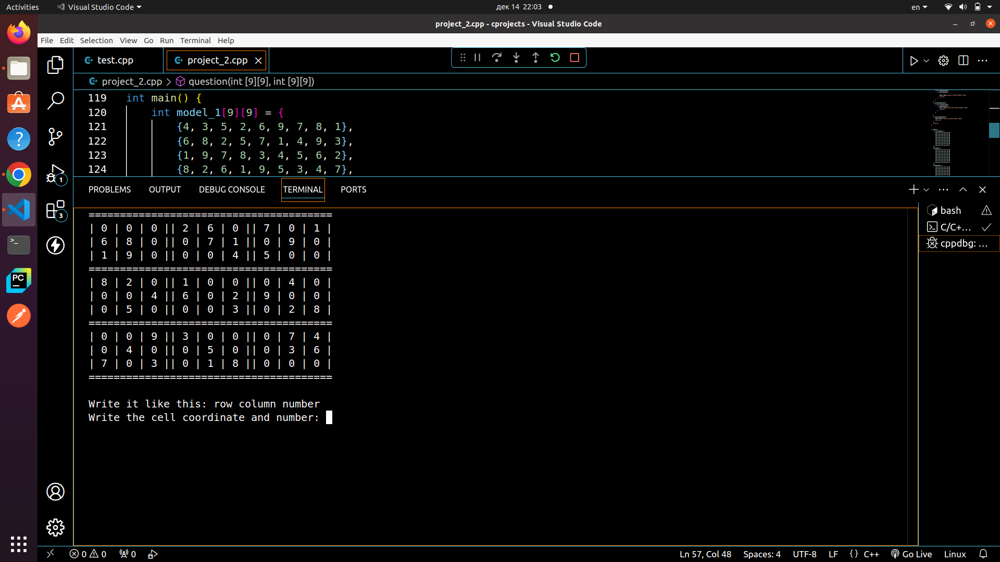 Activities Visual Studio Code дек 14 22:03 en
project_2.cpp - cprojects - Visual Studio Code
File Edit Selection View Go Run Terminal Help
test.cpp project_2.cpp
project_2.cpp > question(int [9][9], int [9][9])
119 int main() {
120 int model_1[9][9] = {
121 {4, 3, 5, 2, 6, 9, 7, 8, 1},
122 {6, 8, 2, 5, 7, 1, 4, 9, 3},
123 {1, 9, 7, 8, 3, 4, 5, 6, 2},
124 {8, 2, 6, 1, 9, 5, 3, 4, 7},
1
PROBLEMS OUTPUT DEBUG CONSOLE TERMINAL PORTS
3
bash
C/C+...
cppdbg: ...
=======================================
| 0 | 0 | 0 || 2 | 6 | 0 || 7 | 0 | 1 |
| 6 | 8 | 0 || 0 | 7 | 1 || 0 | 9 | 0 |
| 1 | 9 | 0 || 0 | 0 | 4 || 5 | 0 | 0 |
=======================================
| 8 | 2 | 0 || 1 | 0 | 0 || 0 | 4 | 0 |
| 0 | 0 | 4 || 6 | 0 | 2 || 9 | 0 | 0 |
| 0 | 5 | 0 || 0 | 0 | 3 || 0 | 2 | 8 |
=======================================
| 0 | 0 | 9 || 3 | 0 | 0 || 0 | 7 | 4 |
| 0 | 4 | 0 || 0 | 5 | 0 || 0 | 3 | 6 |
| 7 | 0 | 3 || 0 | 1 | 8 || 0 | 0 | 0 |
=======================================
Write it like this: row column number
Write the cell coordinate and number:
PC
0 0 0 Ln 57, Col 48 Spaces: 4 UTF-8 LF {} C++ Go Live Linux